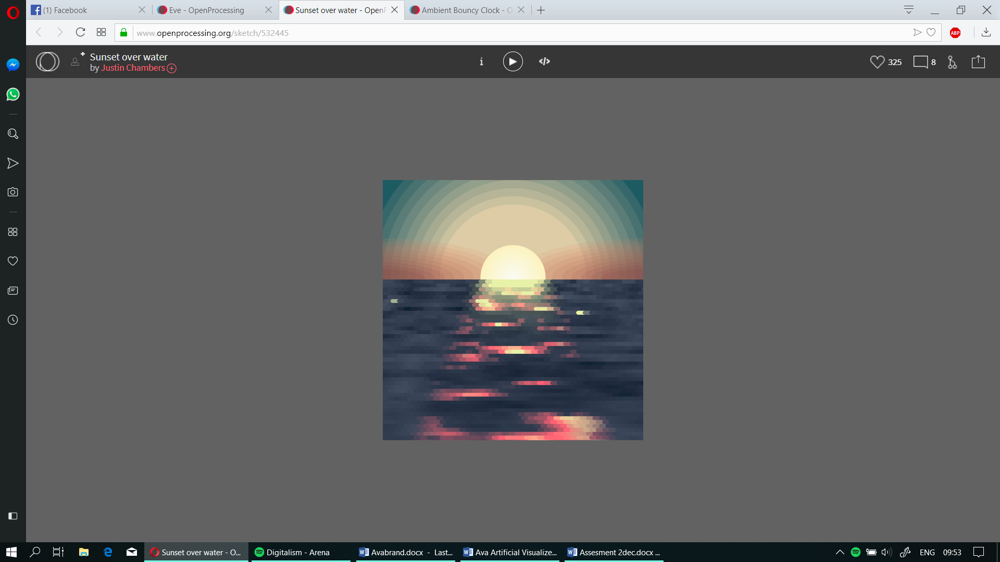 (1) Facebook
Eve - OpenProcessing
Sunset over water - OpenP
Ambient Bouncy Clock - O
www.openprocessing.org/sketch/532445
ABP
Sunset over water
by Justin Chambers
i
</>
325
8
Sunset over water - O...
Digitalism - Arena
Avabrand.docx - Last...
Ava Artificial Visualize...
Assesment 2dec.docx ...
ENG
09:53